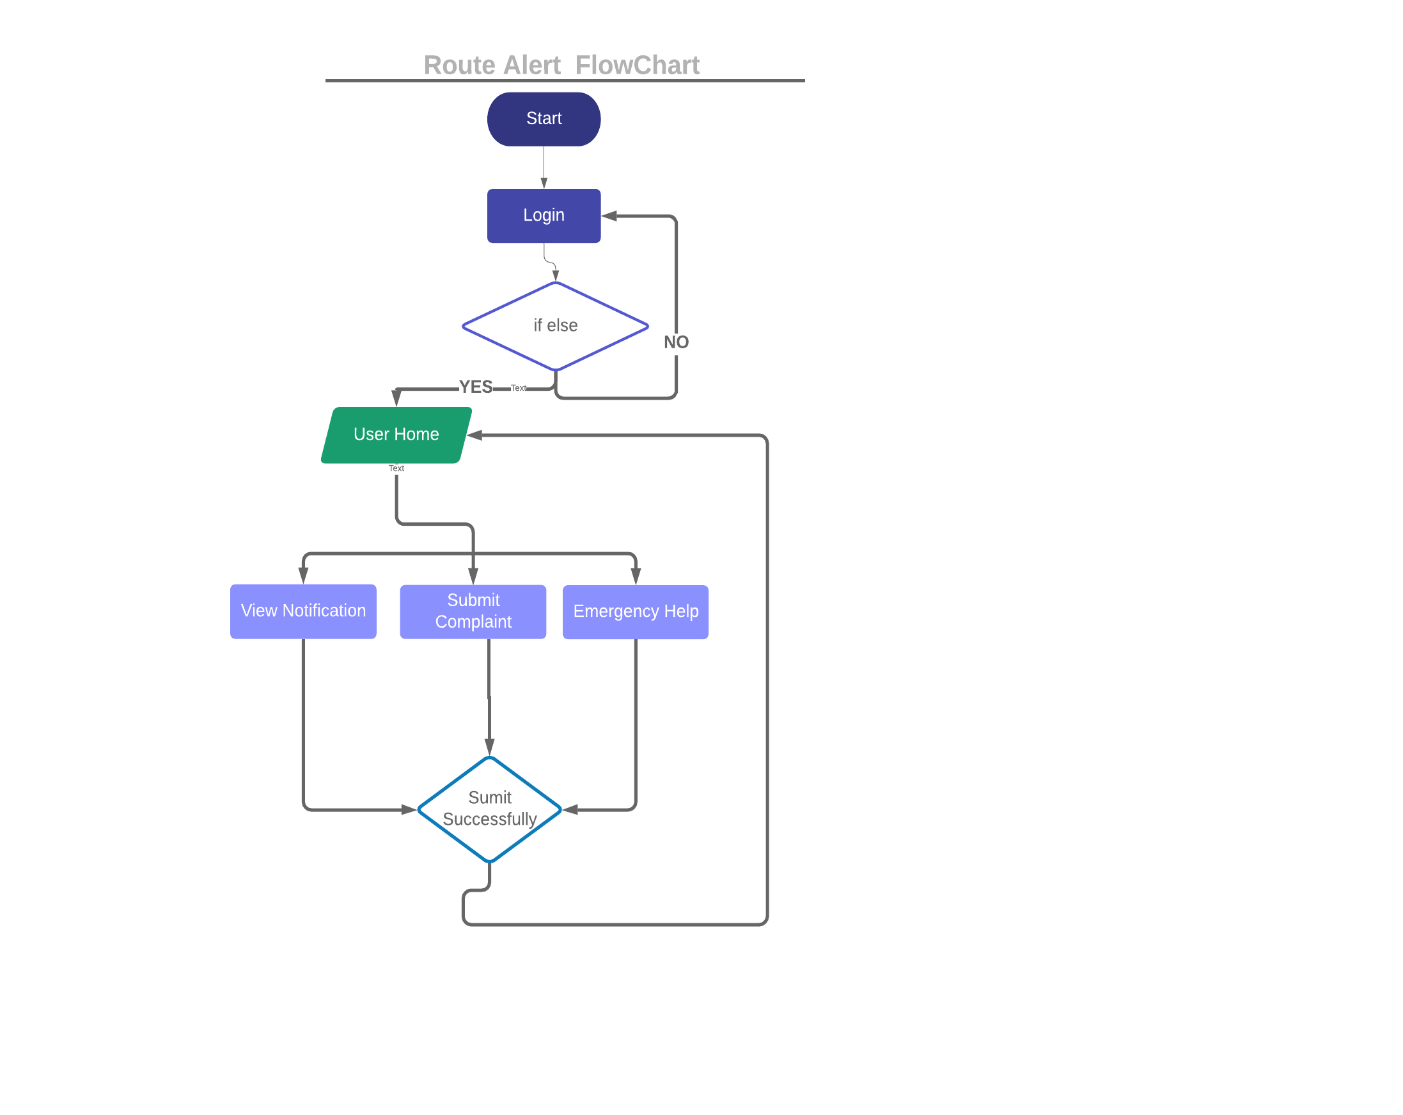 Route Alert  FlowChart
Start
Login
if else
NO
YES
Text
User Home
Text
View Notification
Submit
Complaint
Emergency Help
Sumit
Successfully